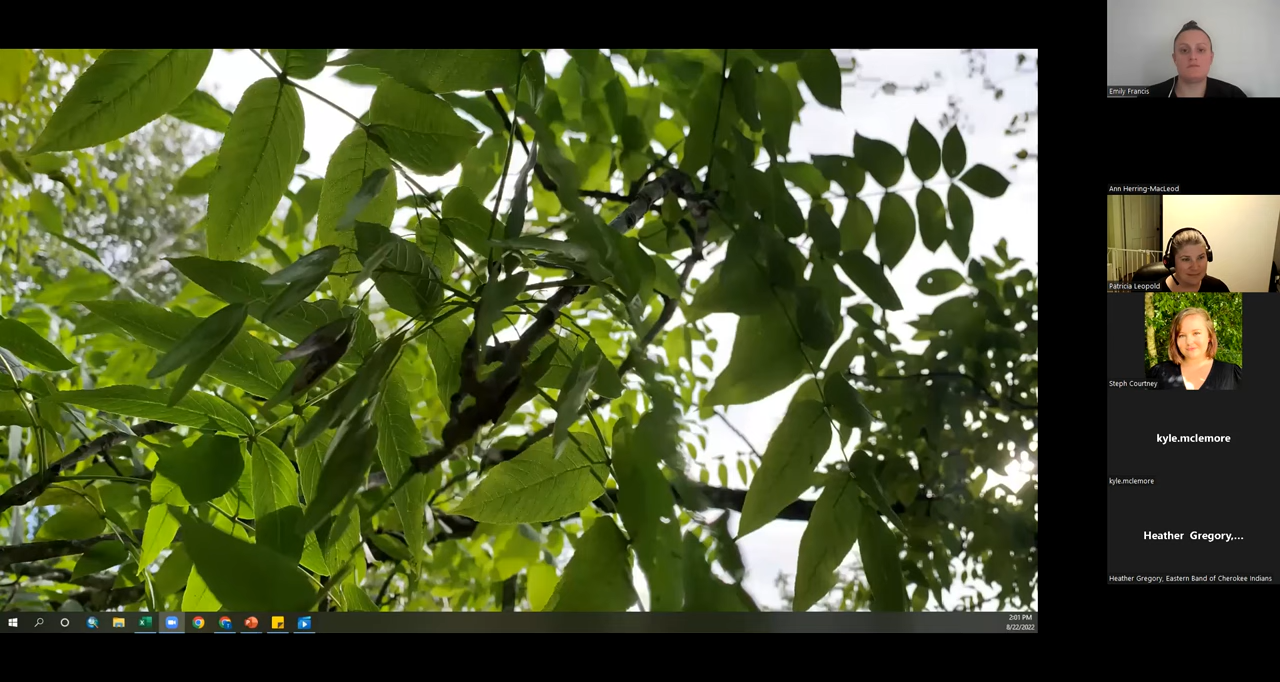 Emily Francis
Ann Herring-MacLeod
Patricia Leopold
Steph Courtney
kyle.mclemore
kyle.mclemore
Heather Gregory,...
Heather Gregory, Eastern Band of Cherokee Indians
2:01 PM
8/22/2022